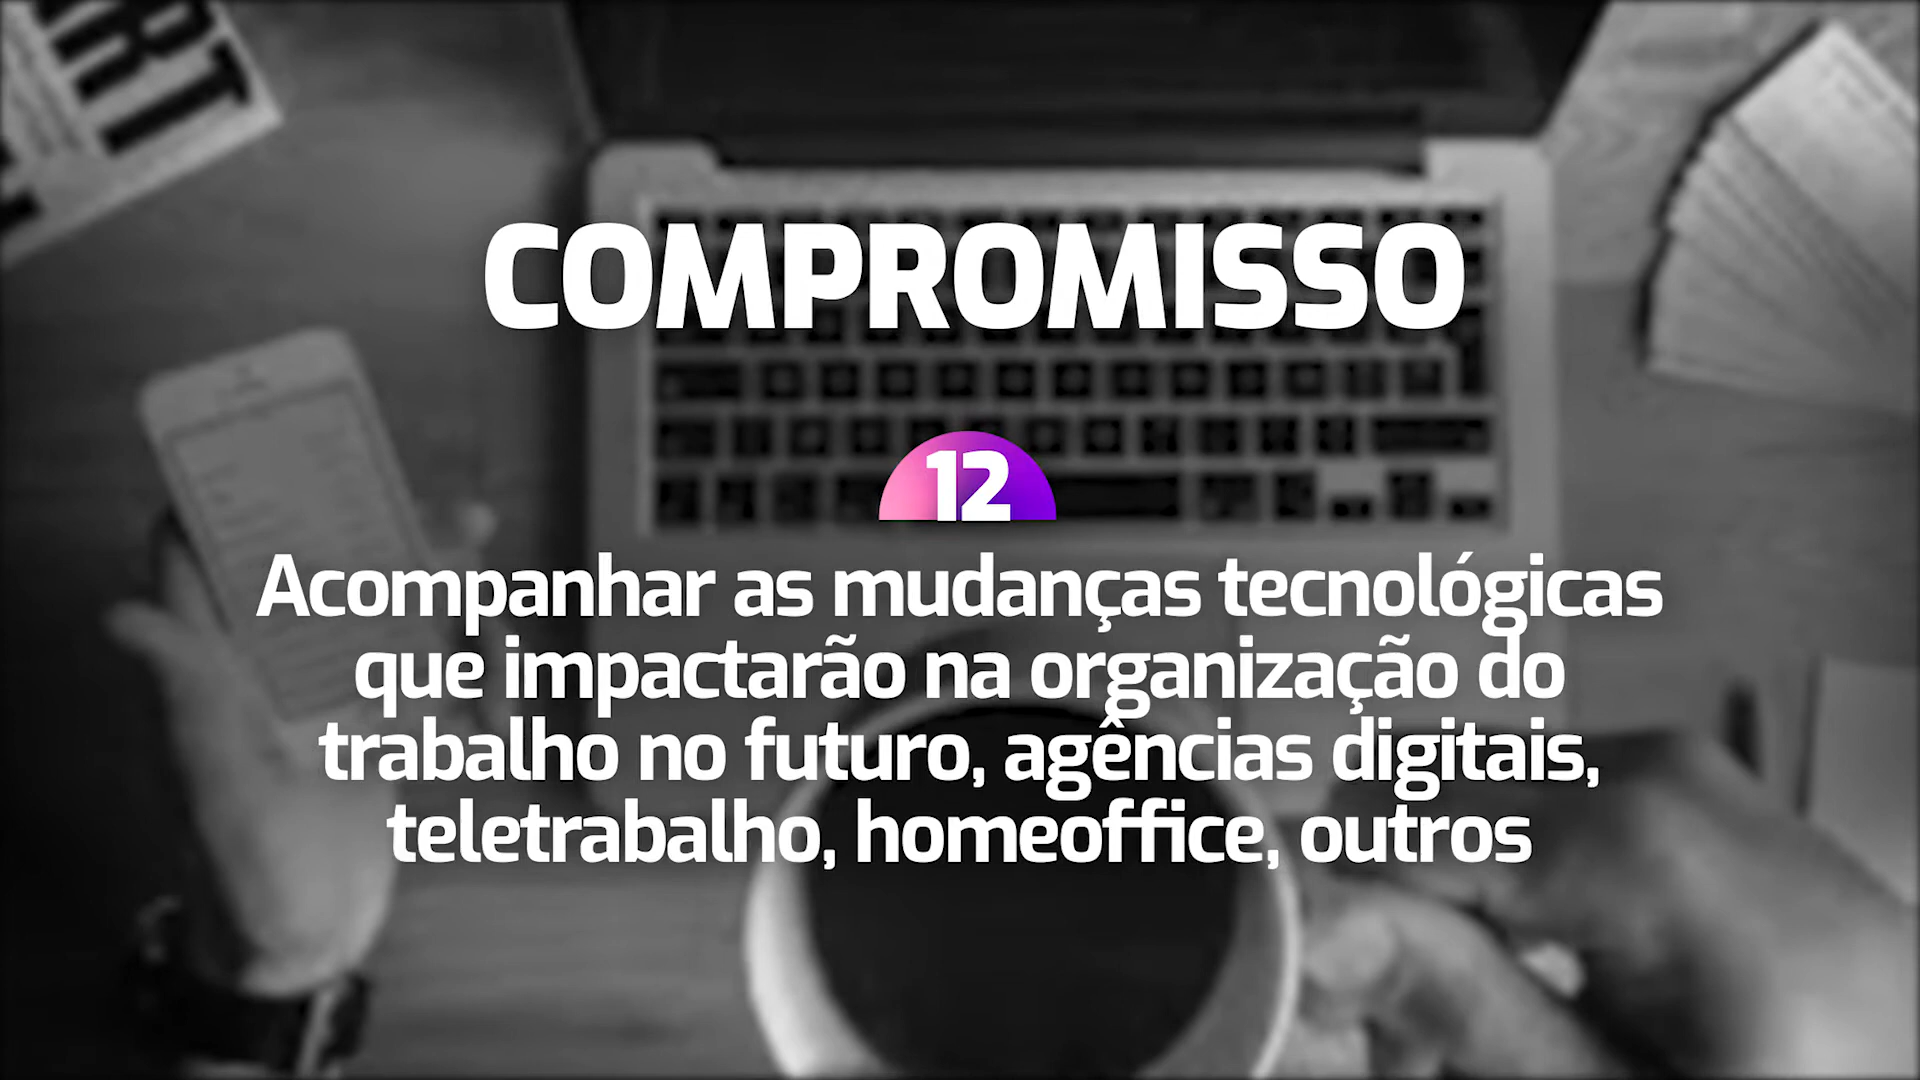 COMPROMISSO
12
Acompanhar as mudanças tecnológicas
que impactarão na organização do
trabalho no futuro, agências digitais,
teletrabalho, homeoffice, outros